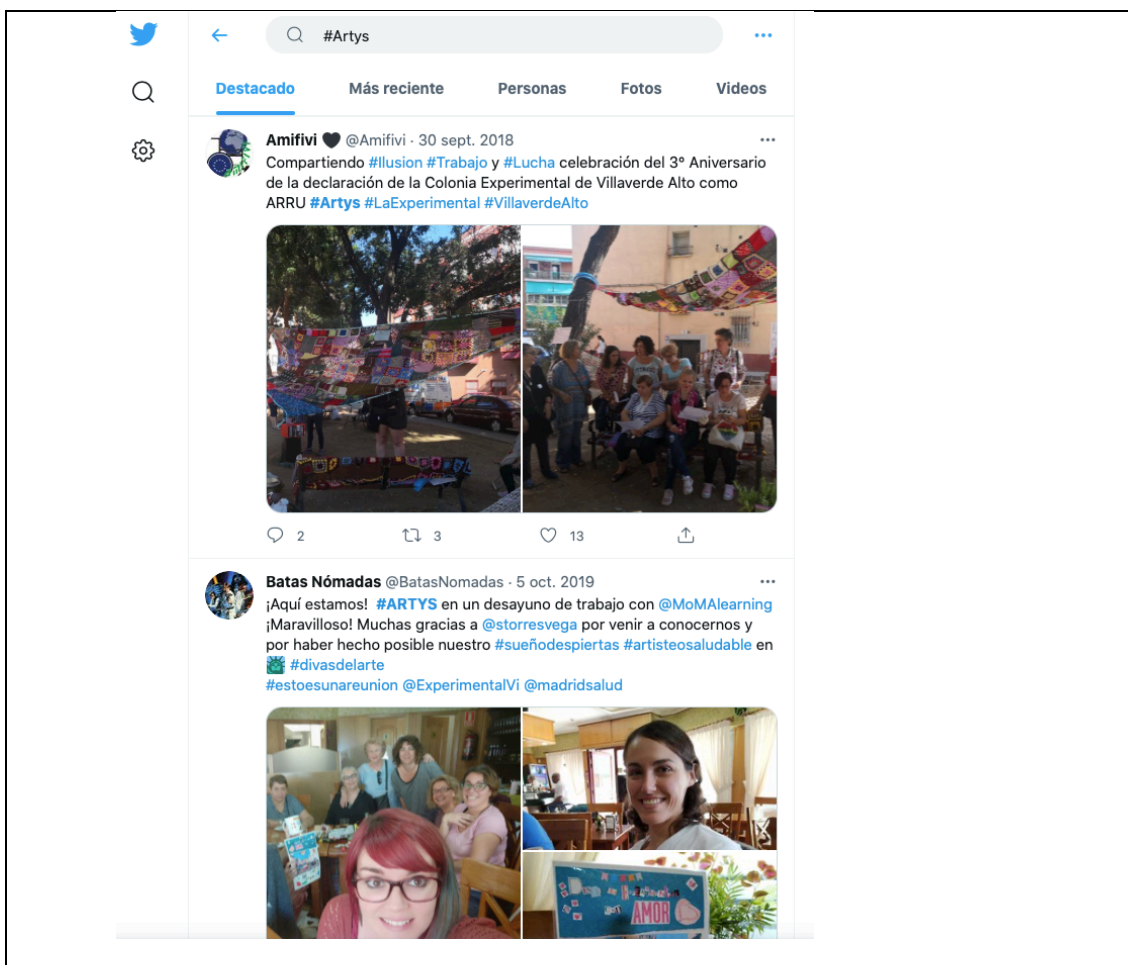 #Artys
Destacado Más reciente Personas Fotos Videos
Amifivi 🖤 @Amifivi · 30 sept. 2018
Compartiendo #Ilusion #Trabajo y #Lucha celebración del 3º Aniversario
de la declaración de la Colonia Experimental de Villaverde Alto como
ARRU #Artys #LaExperimental #VillaverdeAlto
2 3 13
Batas Nómadas @BatasNomadas · 5 oct. 2019
¡Aquí estamos! #ARTYS en un desayuno de trabajo con @MoMAlearning
¡Maravilloso! Muchas gracias a @storresvega por venir a conocernos y
por haber hecho posible nuestro #sueñodespiertas #artisteosaludable en
🗽 #divasdelarte
#estoesunareunion @ExperimentalVi @madridsalud
AMOR